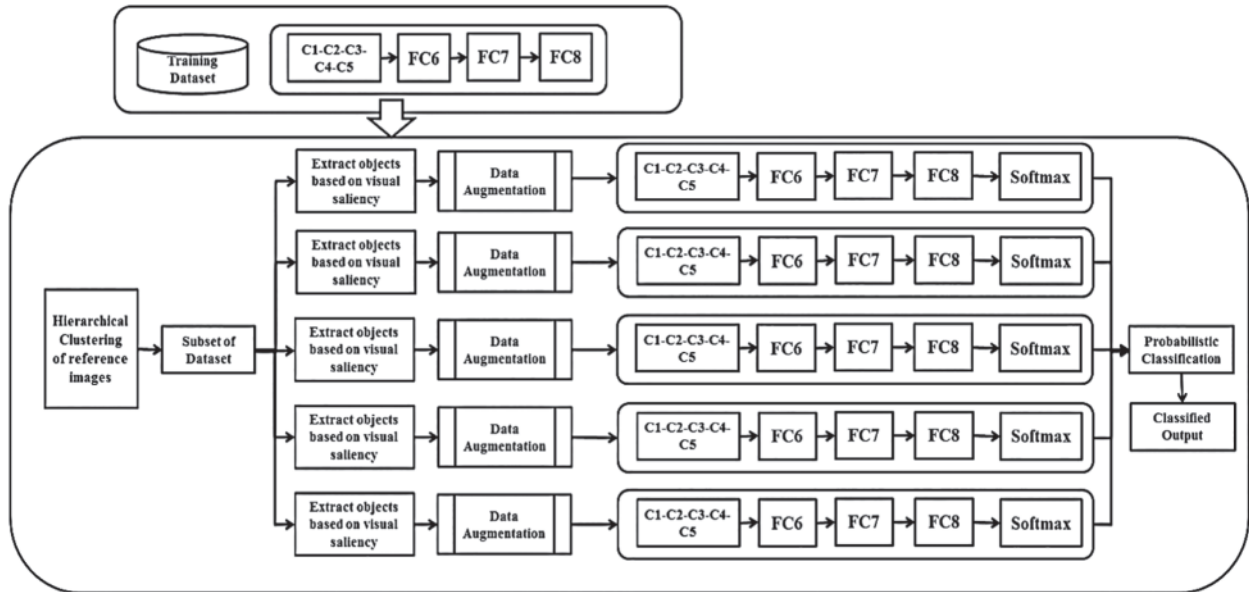 Training
Dataset
C1-C2-C3-
C4-C5
FC6
FC7
FC8
Hierarchical
Clustering
of reference
images
Subset of
Dataset
Extract objects
based on visual
saliency
Data
Augmentation
C1-C2-C3-C4-
C5
FC6
FC7
FC8
Softmax
Extract objects
based on visual
saliency
Data
Augmentation
C1-C2-C3-C4-
C5
FC6
FC7
FC8
Softmax
Extract objects
based on visual
saliency
Data
Augmentation
C1-C2-C3-C4-
C5
FC6
FC7
FC8
Softmax
Extract objects
based on visual
saliency
Data
Augmentation
C1-C2-C3-C4-
C5
FC6
FC7
FC8
Softmax
Extract objects
based on visual
saliency
Data
Augmentation
C1-C2-C3-C4-
C5
FC6
FC7
FC8
Softmax
Probabilistic
Classification
Classified
Output